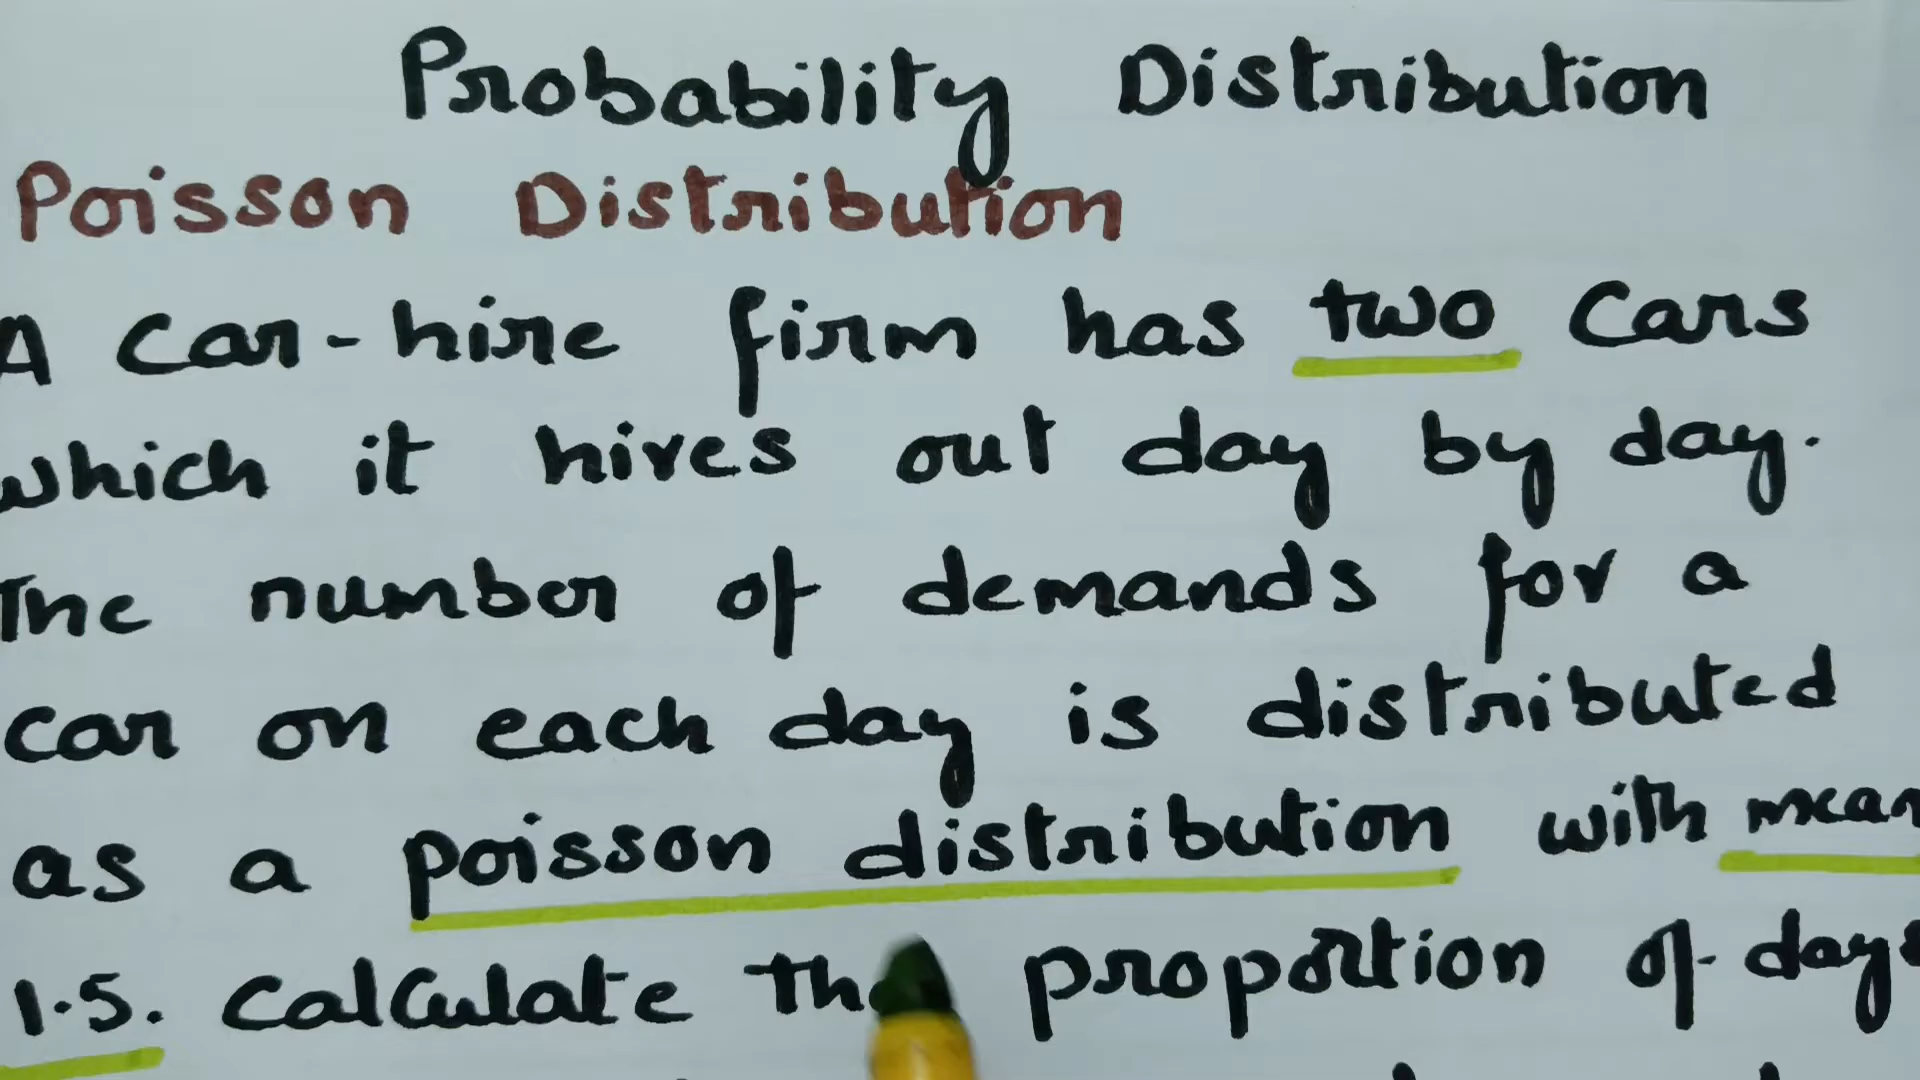 Probability Distribution
Poisson Distribution
A car-hire firm has two cars
which it hires out day by day.
The number of demands for a
car on each day is distributed
as a poisson distribution with mean
1.5. Calculate the proportion of days